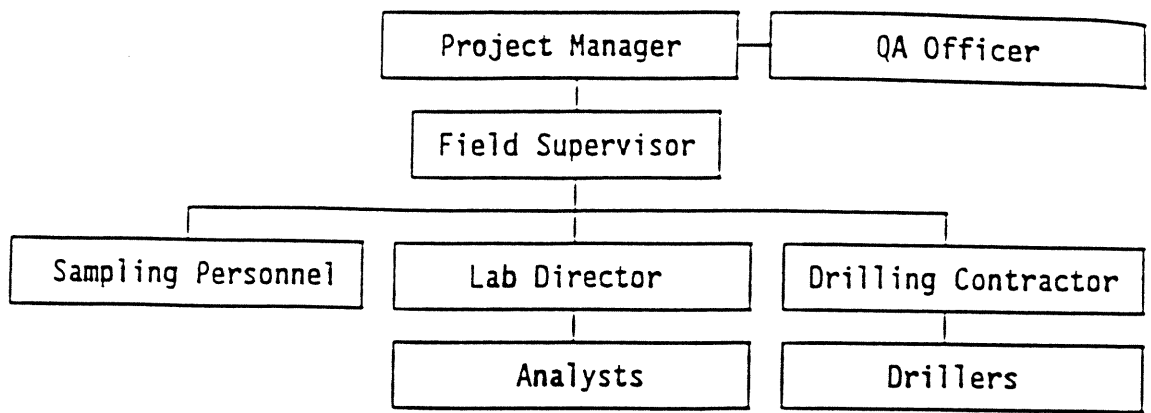 Project Manager
QA Officer
Field Supervisor
Sampling Personnel
Lab Director
Drilling Contractor
Analysts
Drillers